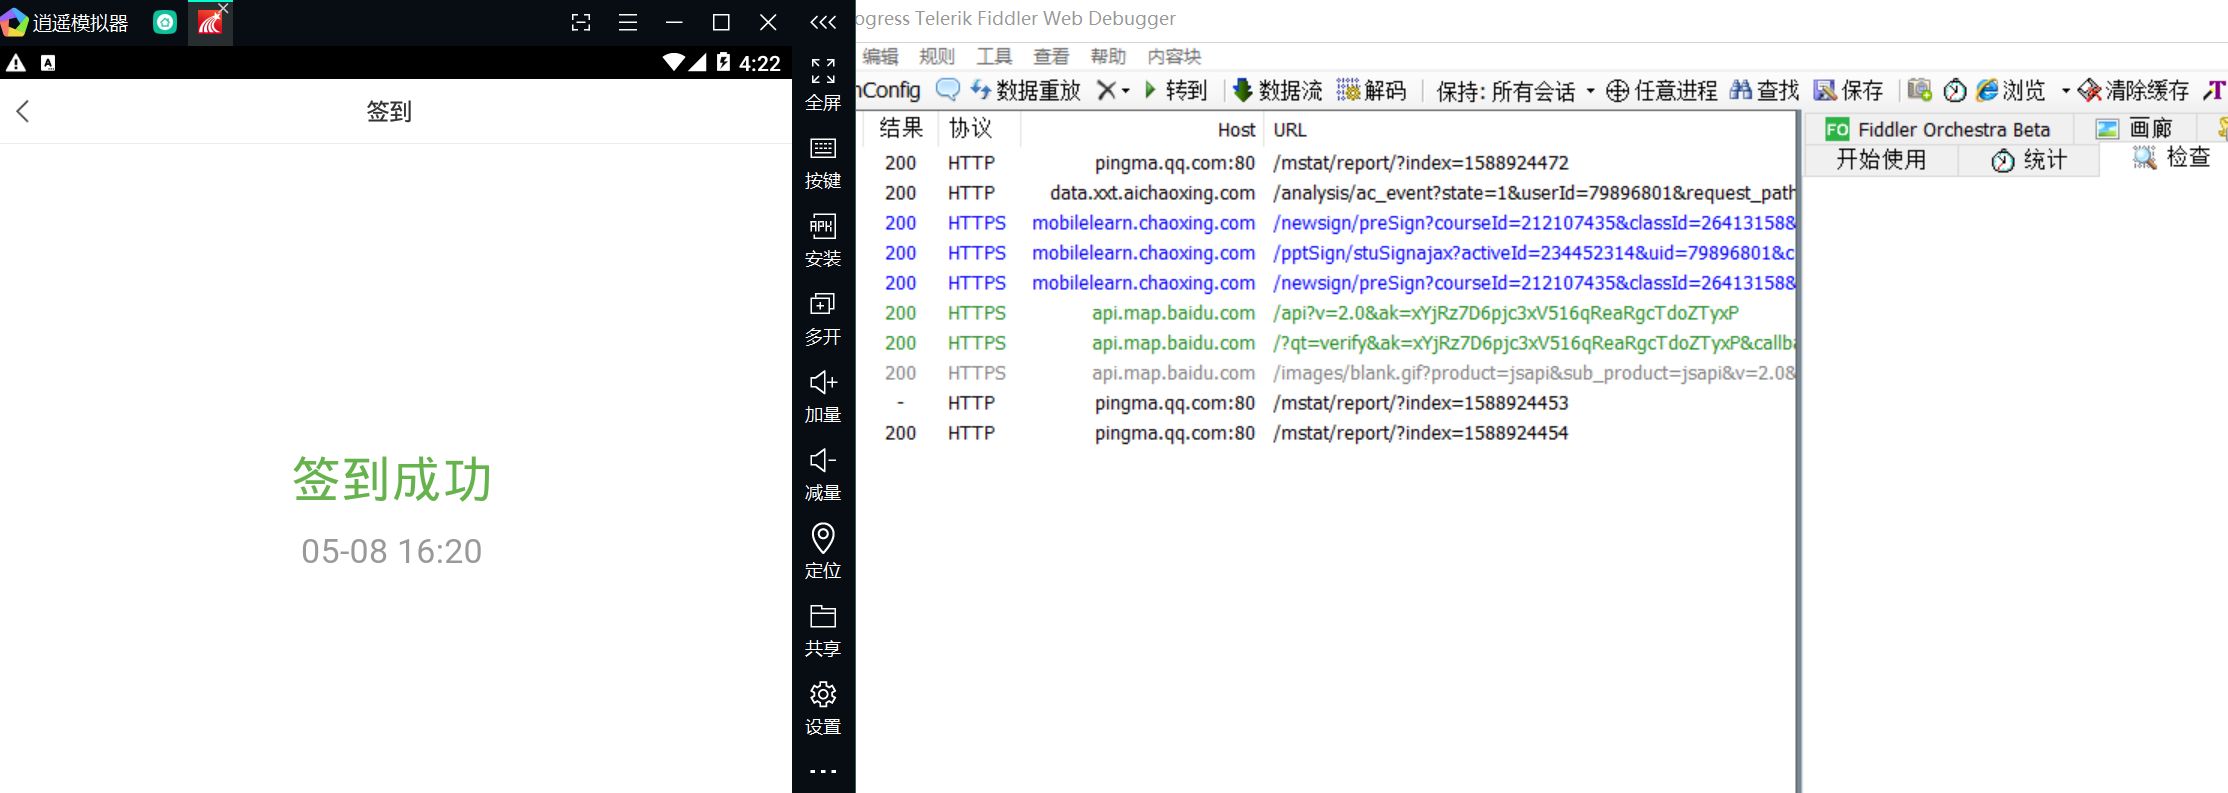 逍遥模拟器
4:22
签到
签到成功
05-08 16:20
全屏
按键
安装
多开
加量
减量
定位
共享
设置
ogress Telerik Fiddler Web Debugger
编辑 规则 工具 查看 帮助 内容块
nConfig 数据重放 转到 数据流 解码 保持: 所有会话 任意进程 查找 保存 浏览 清除缓存 T
结果 协议 Host URL
200 HTTP pingma.qq.com:80 /mstat/report/?index=1588924472
200 HTTP data.xxt.aichaoxing.com /analysis/ac_event?state=1&userId=79896801&request_path
200 HTTPS mobilelearn.chaoxing.com /newsign/preSign?courseId=212107435&classId=26413158&
200 HTTPS mobilelearn.chaoxing.com /pptSign/stuSignajax?activeId=234452314&uid=79896801&c
200 HTTPS mobilelearn.chaoxing.com /newsign/preSign?courseId=212107435&classId=26413158&
200 HTTPS api.map.baidu.com /api?v=2.0&ak=xYjRz7D6pjc3xV516qReaRgcTdoZTyxP
200 HTTPS api.map.baidu.com /?qt=verify&ak=xYjRz7D6pjc3xV516qReaRgcTdoZTyxP&callba
200 HTTPS api.map.baidu.com /images/blank.gif?product=jsapi&sub_product=jsapi&v=2.0&
- HTTP pingma.qq.com:80 /mstat/report/?index=1588924453
200 HTTP pingma.qq.com:80 /mstat/report/?index=1588924454
FO Fiddler Orchestra Beta 画廊
开始使用 统计 检查